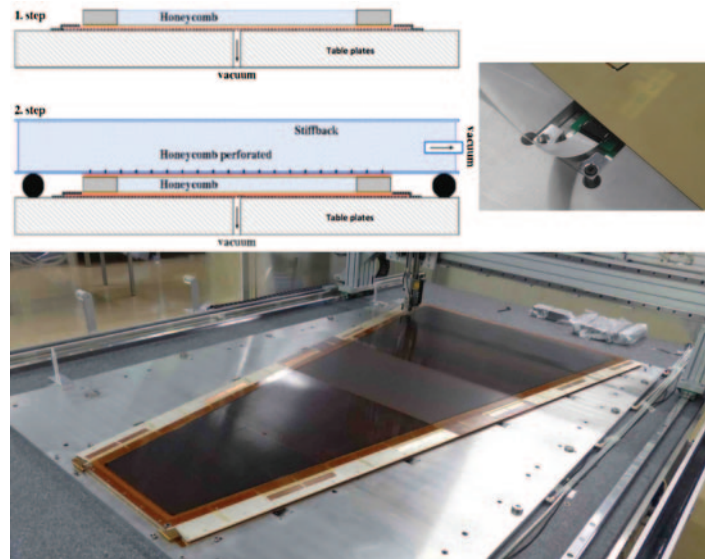 1. step
Honeycomb
Table plates
vacuum
2. step
Stiffback
vacuum
Honeycomb perforated
Honeycomb
Table plates
vacuum